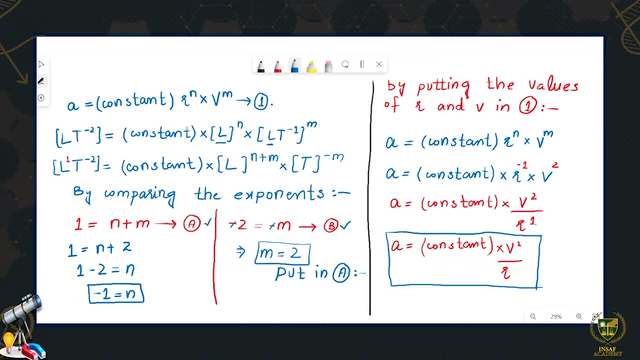 a = (constant) r^n × V^m → ①.
[LT^-2] = (constant) × [L]^n × [LT^-1]^m
[L^1T^-2] = (constant) × [L]^n+m × [T]^-m
By comparing the exponents :-
1 = n+m → Ⓐ ✓
1 = n + 2
1 - 2 = n
-1 = n
-2 = -m → Ⓑ ✓
⇒ m = 2
Put in Ⓐ :-
by putting the values
of r and v in ① :-
a = (constant) r^n × V^m
a = (constant) × r^-1 × V^2
a = (constant) × V^2 / r^1
a = (constant) × V^2 / r
29%
INSAF
ACADEMY